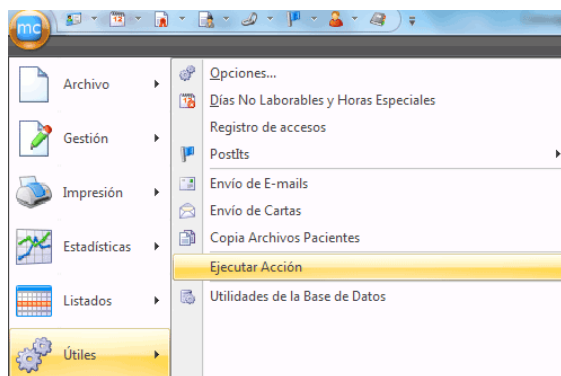 mc
Archivo
Gestión
Impresión
Estadísticas
Listados
Útiles
Opciones...
Días No Laborables y Horas Especiales
Registro de accesos
PostIts
Envío de E-mails
Envío de Cartas
Copia Archivos Pacientes
Ejecutar Acción
Utilidades de la Base de Datos